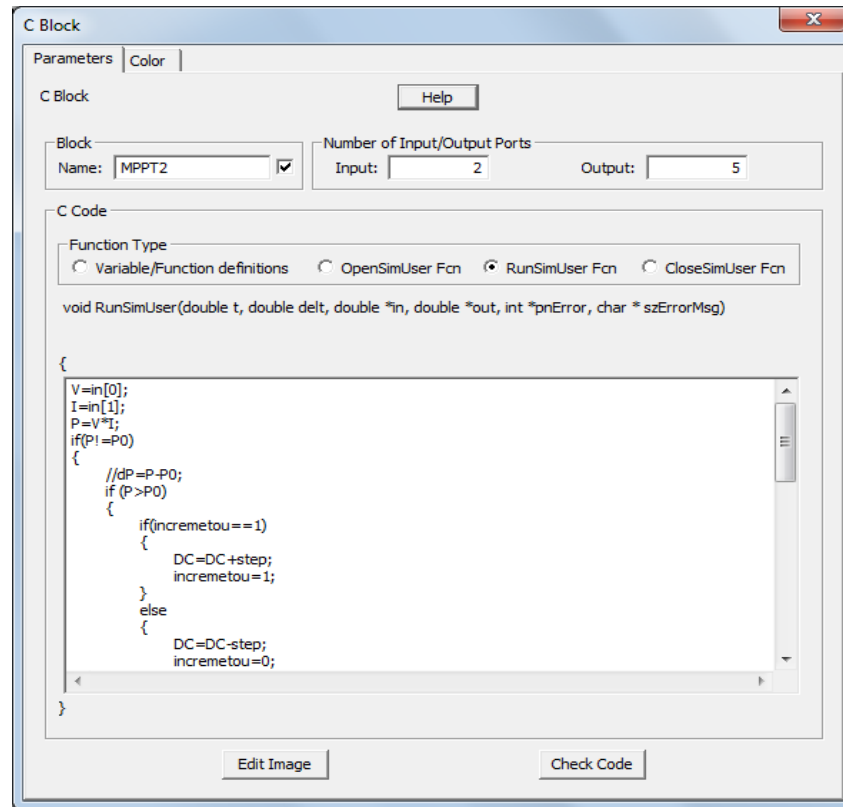 C Block
X
Parameters Color
C Block Help
Block Number of Input/Output Ports
Name: MPPT2 Input: 2 Output: 5
C Code
Function Type
Variable/Function definitions OpenSimUser Fcn RunSimUser Fcn CloseSimUser Fcn
void RunSimUser(double t, double delt, double *in, double *out, int *pnError, char * szErrorMsg)
{
V=in[0];
I=in[1];
P=V*I;
if(P!=P0)
{
//dP=P-P0;
if (P>P0)
{
if(incremetou==1)
{
DC=DC+step;
incremetou=1;
}
else
{
DC=DC-step;
incremetou=0;
}
Edit Image Check Code